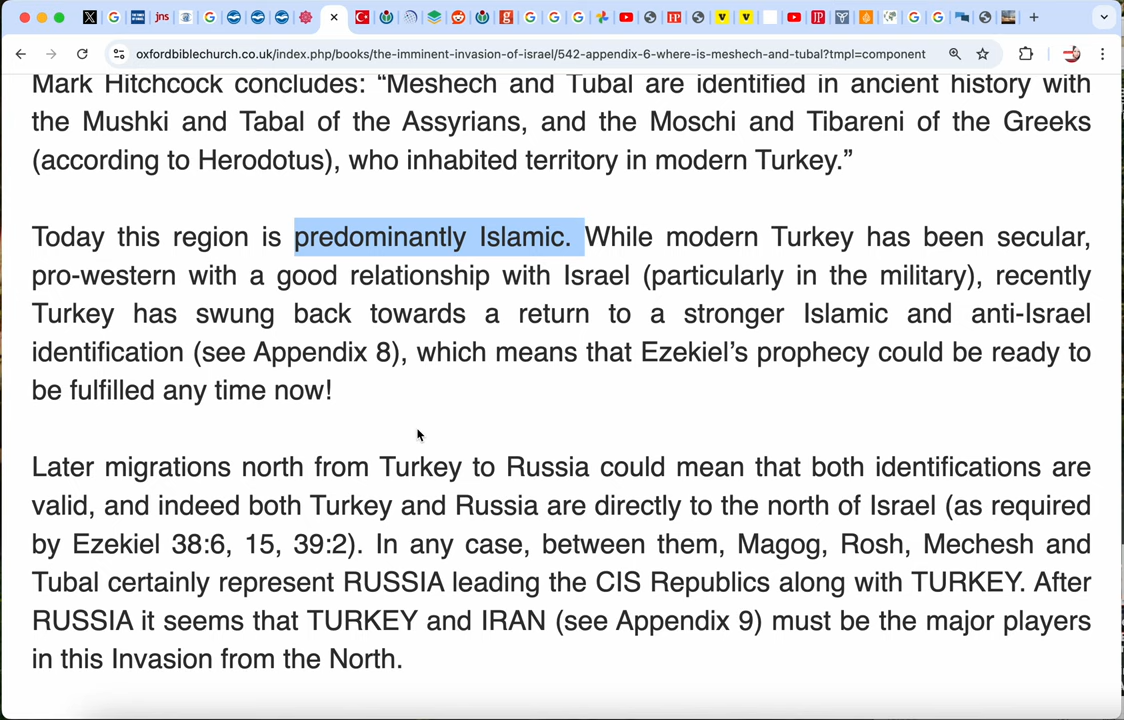 oxfordbiblechurch.co.uk/index.php/books/the-imminent-invasion-of-israel/542-appendix-6-where-is-meshech-and-tubal?tmpl=component
Mark Hitchcock concludes: “Meshech and Tubal are identified in ancient history with
the Mushki and Tabal of the Assyrians, and the Moschi and Tibareni of the Greeks
(according to Herodotus), who inhabited territory in modern Turkey.”
Today this region is predominantly Islamic. While modern Turkey has been secular,
pro-western with a good relationship with Israel (particularly in the military), recently
Turkey has swung back towards a return to a stronger Islamic and anti-Israel
identification (see Appendix 8), which means that Ezekiel’s prophecy could be ready to
be fulfilled any time now!
Later migrations north from Turkey to Russia could mean that both identifications are
valid, and indeed both Turkey and Russia are directly to the north of Israel (as required
by Ezekiel 38:6, 15, 39:2). In any case, between them, Magog, Rosh, Mechesh and
Tubal certainly represent RUSSIA leading the CIS Republics along with TURKEY. After
RUSSIA it seems that TURKEY and IRAN (see Appendix 9) must be the major players
in this Invasion from the North.